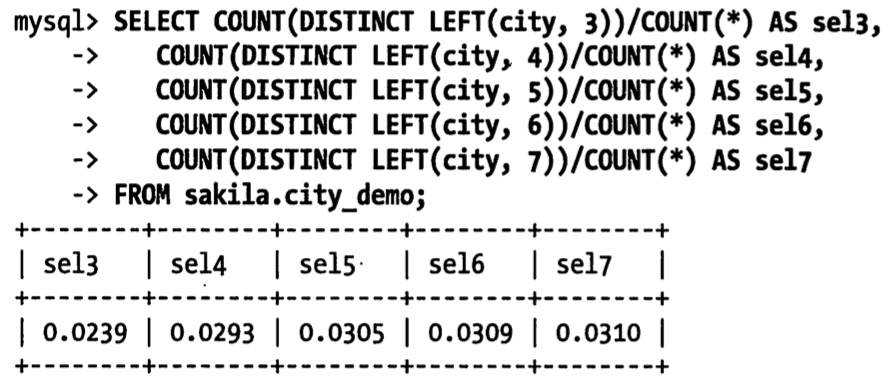 mysql> SELECT COUNT(DISTINCT LEFT(city, 3))/COUNT(*) AS sel3,
    ->     COUNT(DISTINCT LEFT(city, 4))/COUNT(*) AS sel4,
    ->     COUNT(DISTINCT LEFT(city, 5))/COUNT(*) AS sel5,
    ->     COUNT(DISTINCT LEFT(city, 6))/COUNT(*) AS sel6,
    ->     COUNT(DISTINCT LEFT(city, 7))/COUNT(*) AS sel7
    -> FROM sakila.city_demo;
+--------+--------+--------+--------+--------+
| sel3   | sel4   | sel5   | sel6   | sel7   |
+--------+--------+--------+--------+--------+
| 0.0239 | 0.0293 | 0.0305 | 0.0309 | 0.0310 |
+--------+--------+--------+--------+--------+